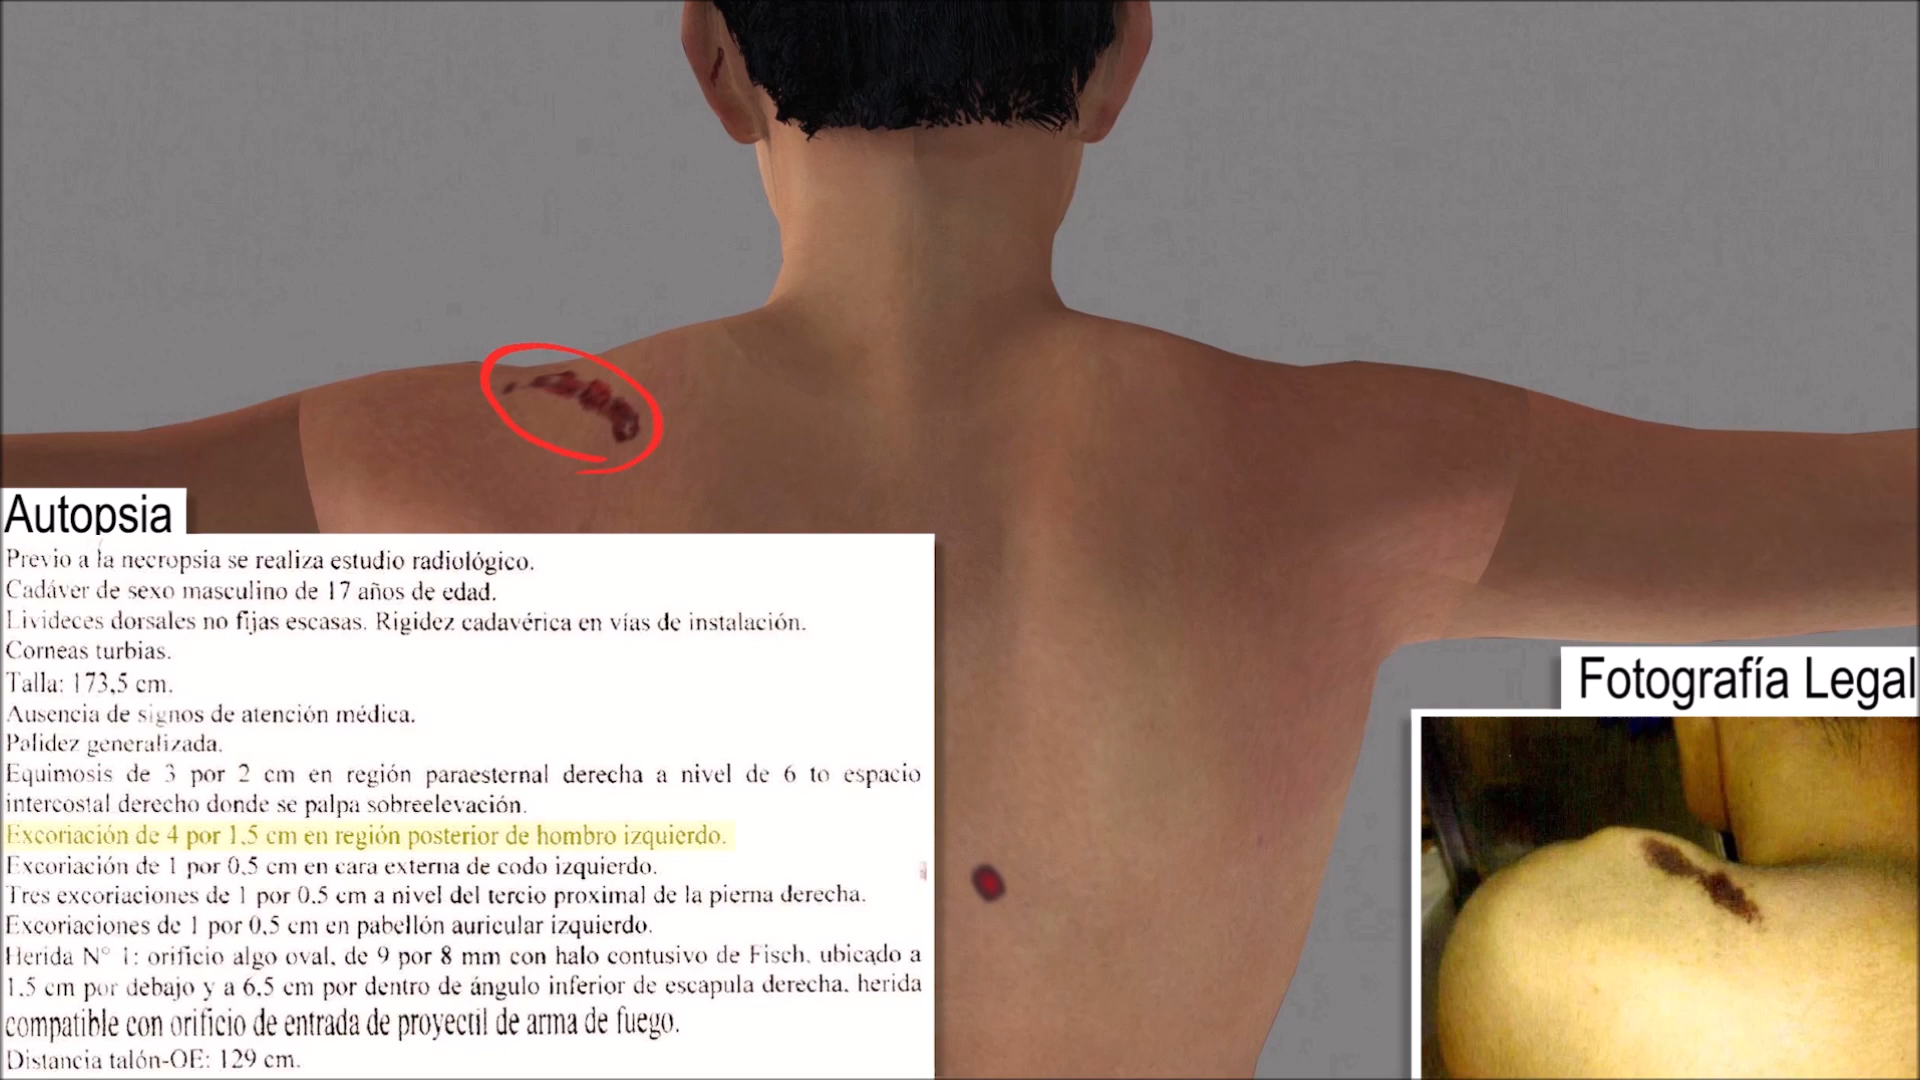 Autopsia
Previo a la necropsia se realiza estudio radiológico.
Cadáver de sexo masculino de 17 años de edad.
Livideces dorsales no fijas escasas. Rigidez cadavérica en vías de instalación.
Corneas turbias.
Talla: 173,5 cm.
Ausencia de signos de atención médica.
Palidez generalizada.
Equimosis de 3 por 2 cm en región paraesternal derecha a nivel de 6 to espacio
intercostal derecho donde se palpa sobreelevación.
Excoriación de 4 por 1,5 cm en región posterior de hombro izquierdo.
Excoriación de 1 por 0,5 cm en cara externa de codo izquierdo.
Tres excoriaciones de 1 por 0.5 cm a nivel del tercio proximal de la pierna derecha.
Excoriaciones de 1 por 0,5 cm en pabellón auricular izquierdo.
Herida N° 1: orificio algo oval, de 9 por 8 mm con halo contusivo de Fisch, ubicado a
1.5 cm por debajo y a 6,5 cm por dentro de ángulo inferior de escapula derecha, herida
compatible con orificio de entrada de proyectil de arma de fuego.
Distancia talón-OE: 129 cm.
Fotografía Legal